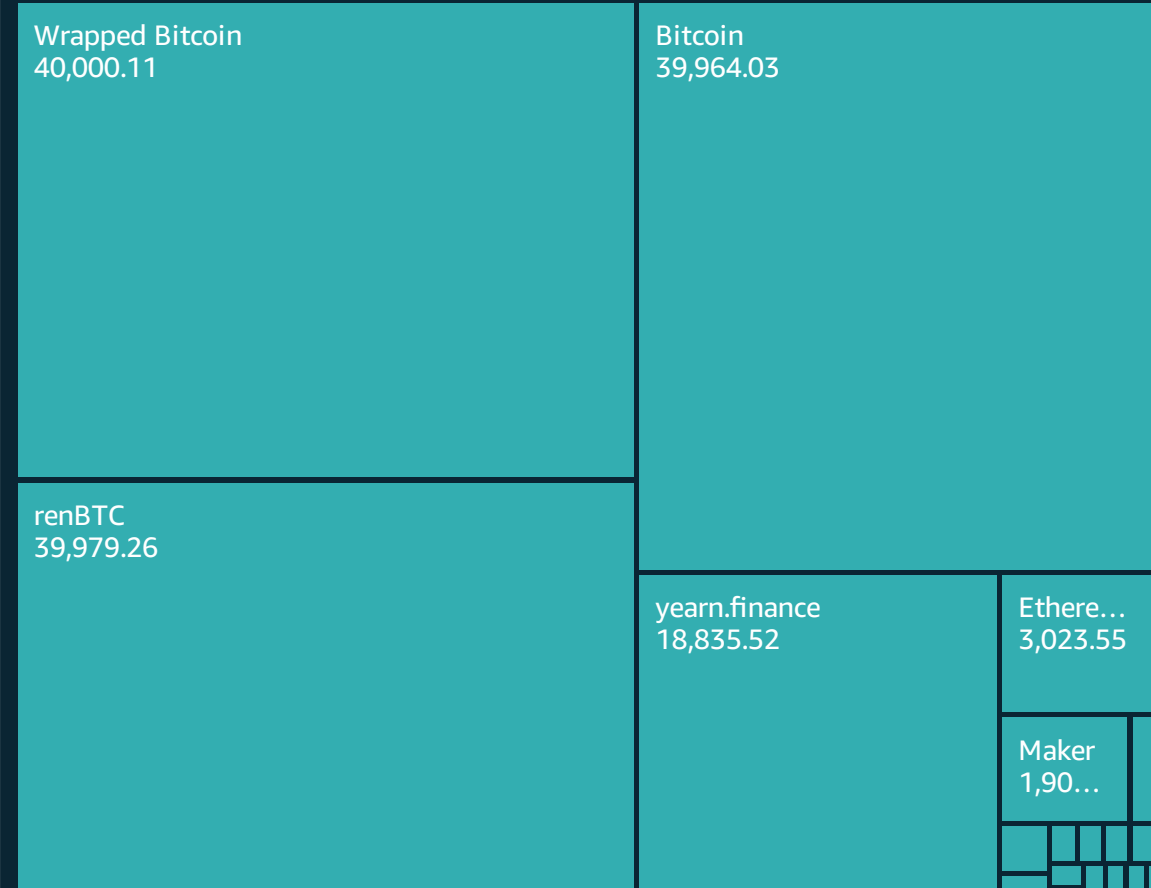 Wrapped Bitcoin
40,000.11
Bitcoin
39,964.03
renBTC
39,979.26
yearn.finance
18,835.52
Ethere…
3,023.55
Maker
1,90…